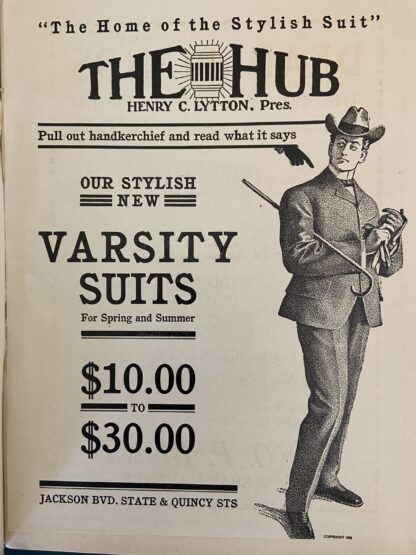 "The Home of the Stylish Suit"
THE HUB
HENRY C. LYTTON, Pres.
Pull out handkerchief and read what it says
OUR STYLISH
NEW
VARSITY
SUITS
For Spring and Summer
$10.00
TO
$30.00
JACKSON BVD. STATE & QUINCY STS
COPYRIGHT